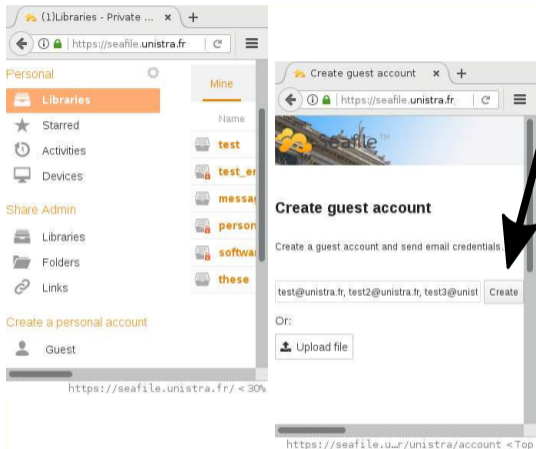 (1)Libraries - Private ...
https://seafile.unistra.fr
Personal
Libraries
Starred
Activities
Devices
Share Admin
Libraries
Folders
Links
Create a personal account
Guest
Mine
Name
test
test_er
messa
person
softwa
these
https://seafile.unistra.fr/ <30%
Create guest account
https://seafile.unistra.fr
Seafile™
Create guest account
Create a guest account and send email credentials.
test@unistra.fr, test2@unistra.fr, test3@unist
Create
Or:
Upload file
https://seafile.u…r/unistra/account <Top